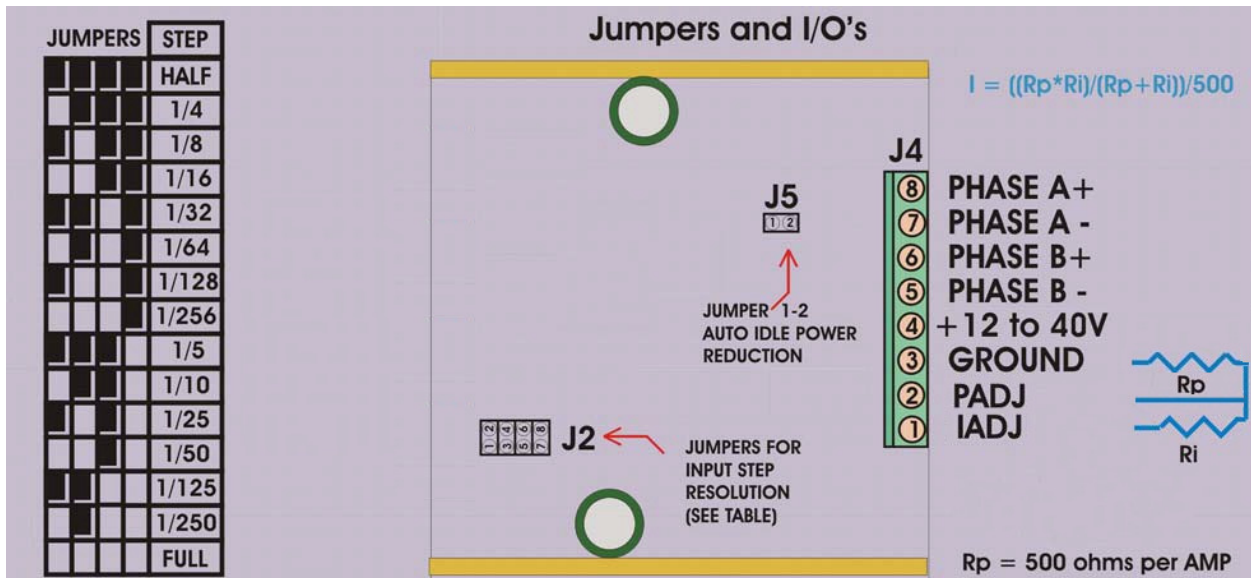 JUMPERS STEP
HALF
1/4
1/8
1/16
1/32
1/64
1/128
1/256
1/5
1/10
1/25
1/50
1/125
1/250
FULL
Jumpers and I/O's
I = ((Rp*Ri)/(Rp+Ri))/500
J4
8 PHASE A+
7 PHASE A -
6 PHASE B+
5 PHASE B -
4 +12 to 40V
3 GROUND
2 PADJ
1 IADJ
J5
1 2
JUMPER 1-2
AUTO IDLE POWER
REDUCTION
1 2
3 4
5 6
7 8
J2
JUMPERS FOR
INPUT STEP
RESOLUTION
(SEE TABLE)
Rp
Ri
Rp = 500 ohms per AMP